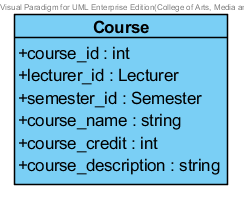 Visual Paradigm for UML Enterprise Edition(College of Arts, Media a
Course
+course_id : int
+lecturer_id : Lecturer
+semester_id : Semester
+course_name : string
+course_credit : int
+course_description : string